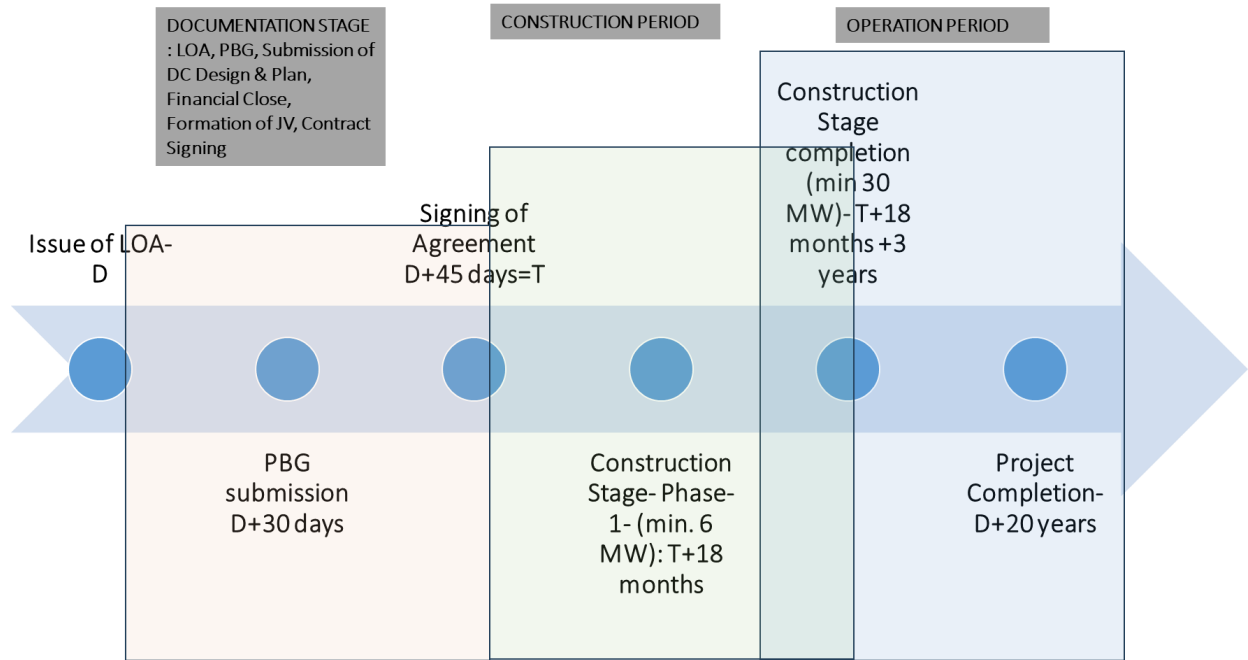 DOCUMENTATION STAGE
: LOA, PBG, Submission of
DC Design & Plan,
Financial Close,
Formation of JV, Contract
Signing
CONSTRUCTION PERIOD
OPERATION PERIOD
Issue of LOA-
D
PBG
submission
D+30 days
Signing of
Agreement
D+45 days=T
Construction
Stage- Phase-
1- (min. 6
MW): T+18
months
Construction
Stage
completion
(min 30
MW)- T+18
months +3
years
Project
Completion-
D+20 years